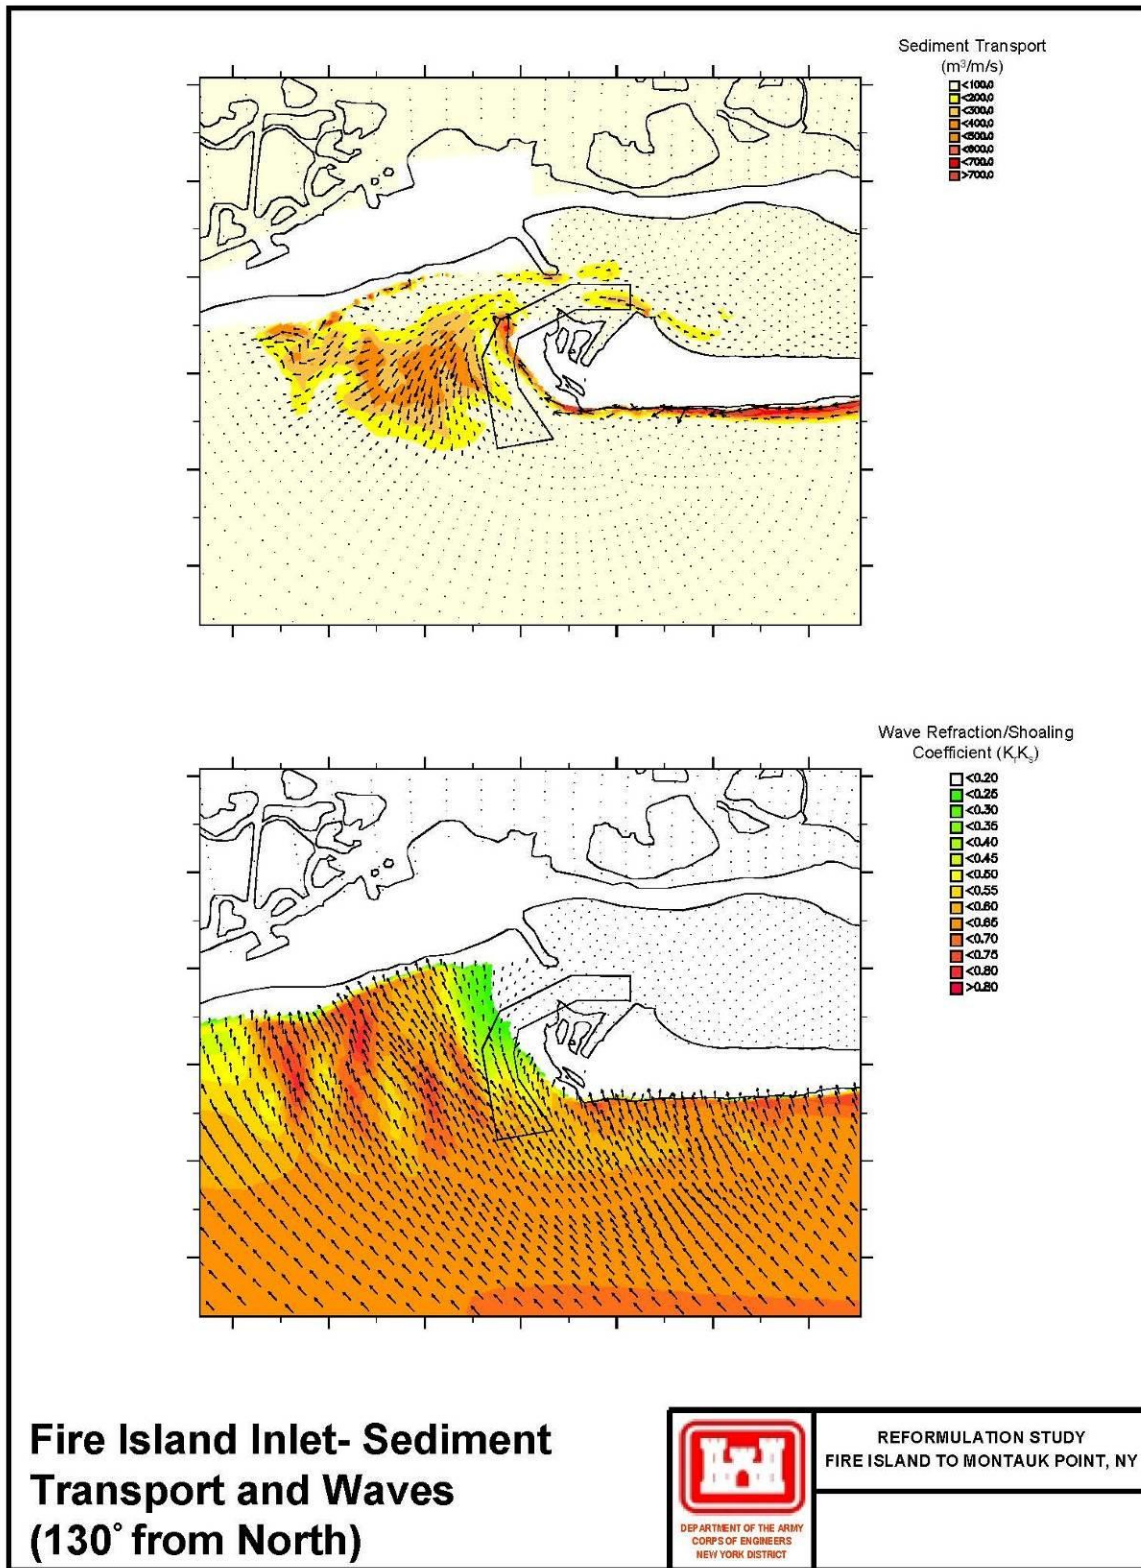 Sediment Transport
(m³/m/s)
<100.0
<200.0
<300.0
<400.0
<500.0
<600.0
<700.0
>700.0
Wave Refraction/Shoaling
Coefficient (KᵣKₛ)
<0.20
<0.25
<0.30
<0.35
<0.40
<0.45
<0.50
<0.55
<0.60
<0.65
<0.70
<0.75
<0.80
>0.80
Fire Island Inlet- Sediment
Transport and Waves
(130° from North)
DEPARTMENT OF THE ARMY
CORPS OF ENGINEERS
NEW YORK DISTRICT
REFORMULATION STUDY
FIRE ISLAND TO MONTAUK POINT, NY